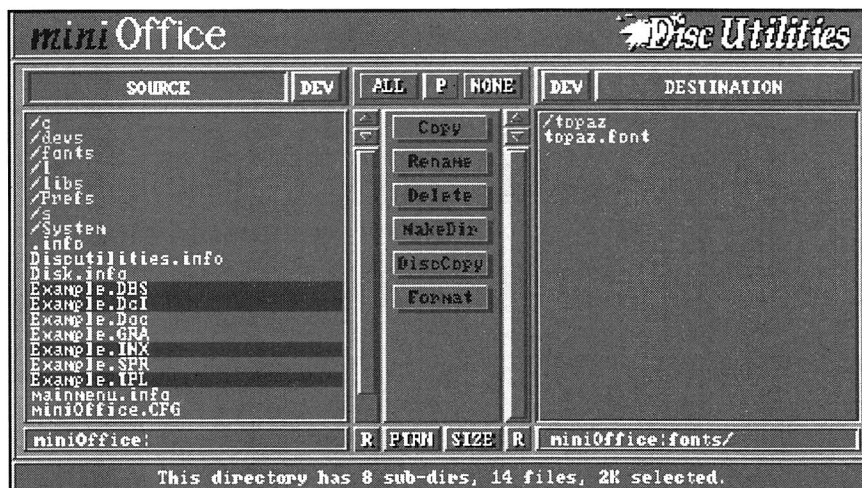 mini Office
Disc Utilities
SOURCE DEV ALL P NONE DEV DESTINATION
/c
/devs
/fonts
/l
/libs
/Prefs
/s
/System
.info
Discutilities.info
Disk.info
Example.DBS
Example.DcI
Example.Doc
Example.GRA
Example.INX
Example.SPR
Example.TPL
mainmenu.info
miniOffice.CFG
Copy
Rename
Delete
MakeDir
DiscCopy
Format
/topaz
topaz.font
miniOffice: R PTRN SIZE R miniOffice:fonts/
This directory has 8 sub-dirs, 14 files, 2K selected.